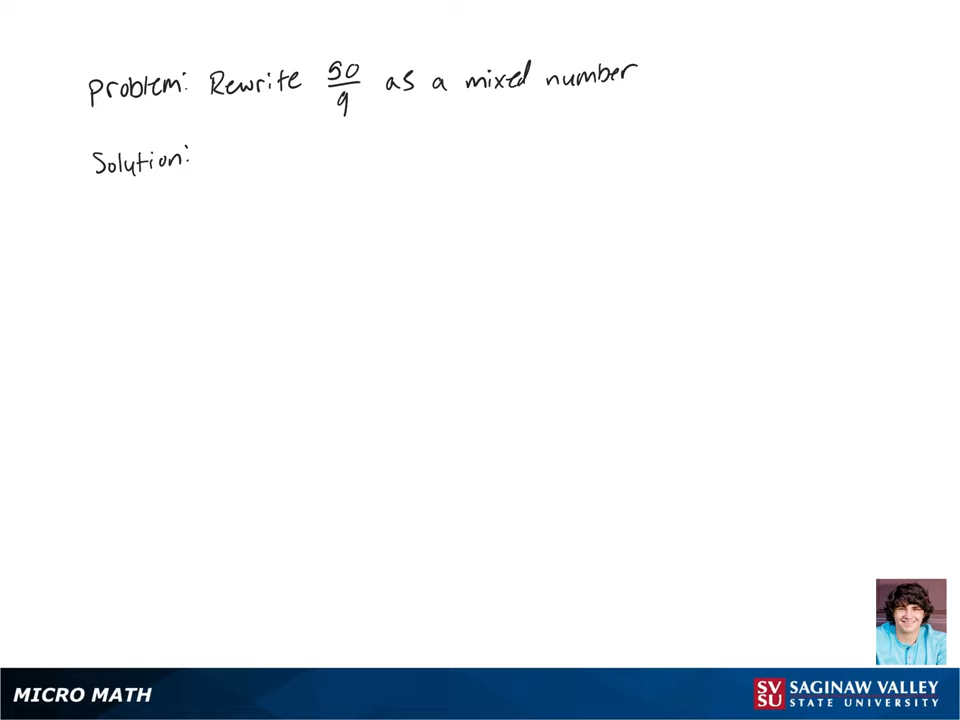 Problem: Rewrite 50/9 as a mixed number
Solution:
MICRO MATH
SV SU SAGINAW VALLEY
STATE UNIVERSITY